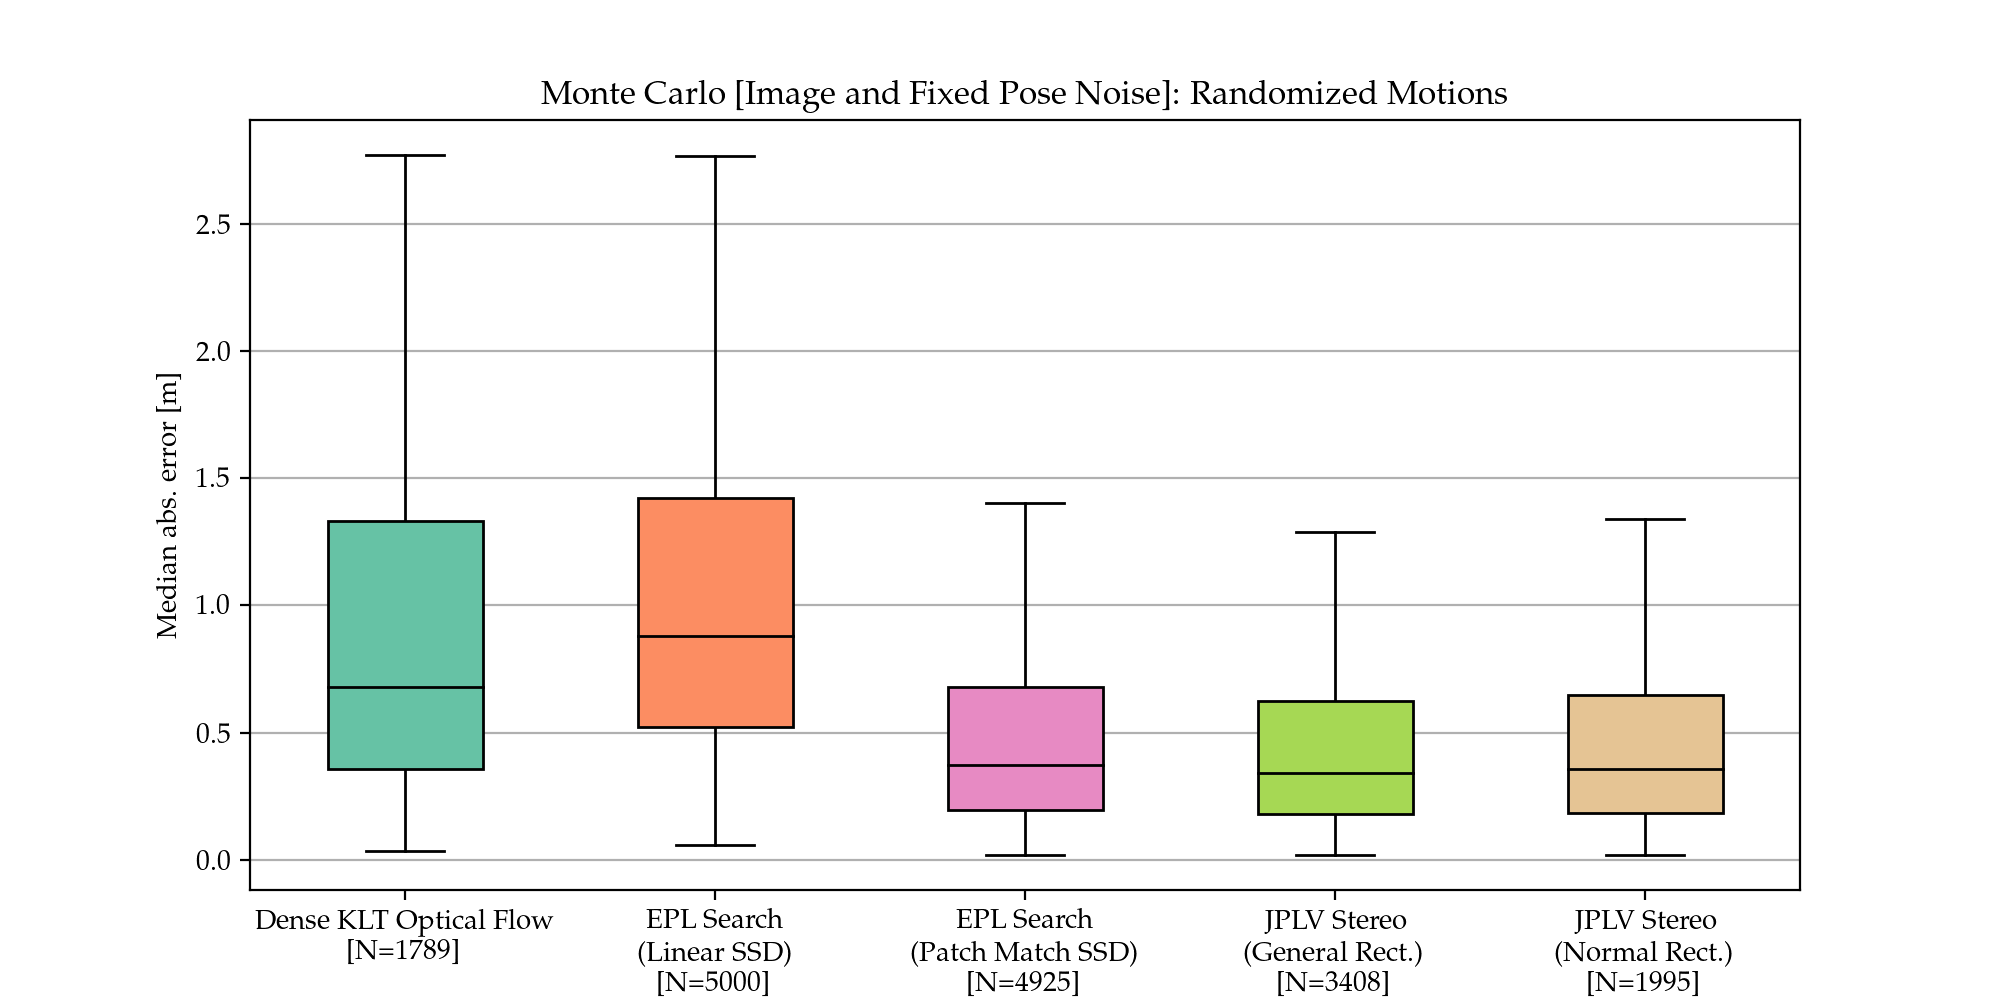 Monte Carlo [Image and Fixed Pose Noise]: Randomized Motions
Median abs. error [m]
2.5
2.0
1.5
1.0
0.5
0.0
Dense KLT Optical Flow
[N=1789]
EPL Search
(Linear SSD)
[N=5000]
EPL Search
(Patch Match SSD)
[N=4925]
JPLV Stereo
(General Rect.)
[N=3408]
JPLV Stereo
(Normal Rect.)
[N=1995]